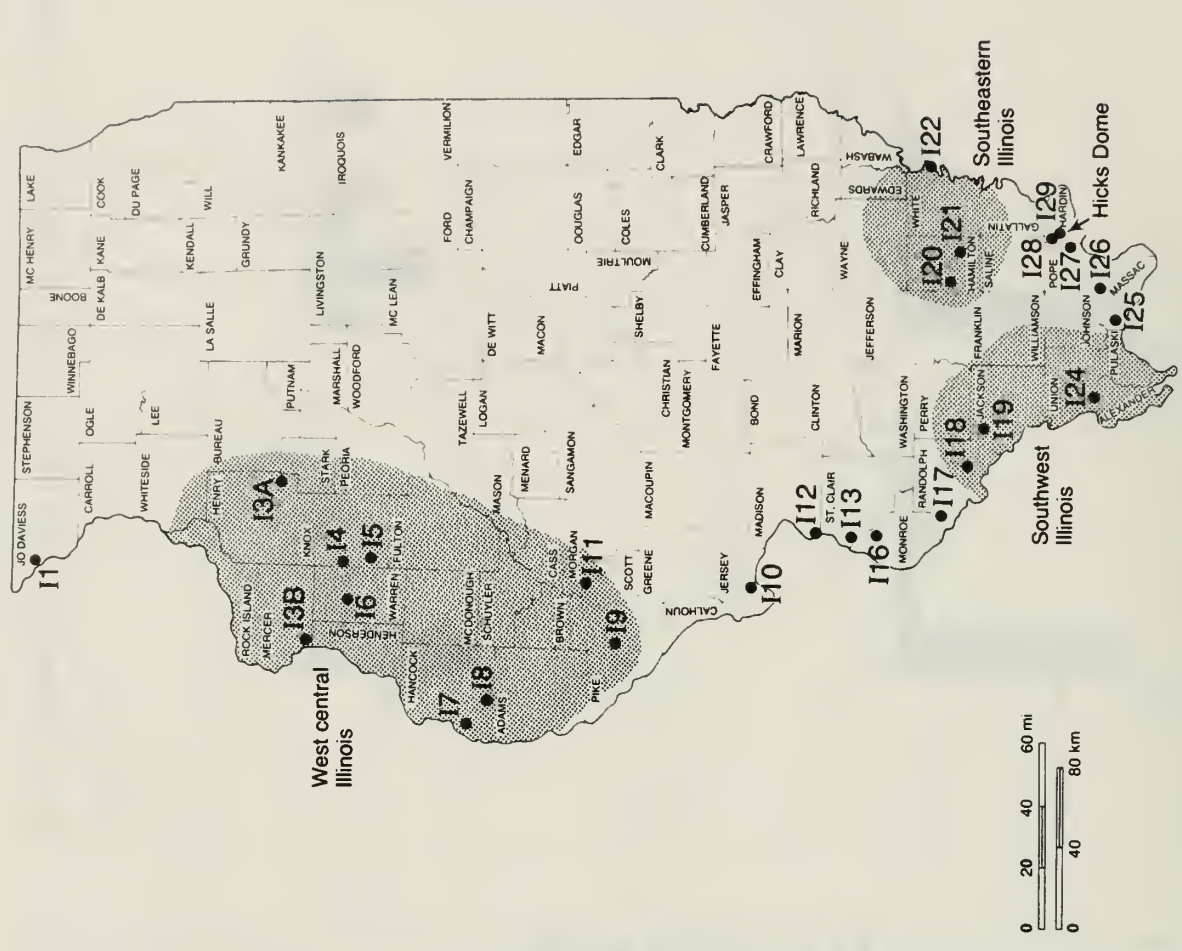 JO DAVIESS
STEPHENSON
WINNEBAGO
BOONE
MC HENRY
LAKE
CARROLL
OGLE
DE KALB
KANE
COOK
DU PAGE
WHITESIDE
LEE
KENDALL
WILL
ROCK ISLAND
HENRY
BUREAU
LA SALLE
GRUNDY
KANKAKEE
MERCER
PUTNAM
KNOX
STARK
MARSHALL
LIVINGSTON
IROQUOIS
HENDERSON
WARREN
PEORIA
WOODFORD
HANCOCK
MCDONOUGH
FULTON
TAZEWELL
MC LEAN
FORD
VERMILION
ADAMS
SCHUYLER
MASON
LOGAN
DE WITT
CHAMPAIGN
BROWN
CASS
MENARD
MACON
PIATT
DOUGLAS
EDGAR
PIKE
MORGAN
SANGAMON
MOULTRIE
COLES
CLARK
SCOTT
GREENE
MACOUPIN
CHRISTIAN
MONTGOMERY
SHELBY
CUMBERLAND
JASPER
CRAWFORD
CALHOUN
JERSEY
MADISON
BOND
FAYETTE
EFFINGHAM
CLAY
RICHLAND
LAWRENCE
ST. CLAIR
CLINTON
MARION
WAYNE
EDWARDS
WABASH
MONROE
WASHINGTON
JEFFERSON
WHITE
RANDOLPH
PERRY
FRANKLIN
HAMILTON
JACKSON
WILLIAMSON
SALINE
GALLATIN
UNION
JOHNSON
POPE
HARDIN
ALEXANDER
PULASKI
MASSAC
I1
I3A
I3B
I4
I5
I6
I7
I8
I9
I10
I11
I12
I13
I16
I17
I18
I19
I20
I21
I22
I24
I25
I26
I27
I28
I29
West central
Illinois
Southwest
Illinois
Southeastern
Illinois
Hicks Dome
0 20 40 60 mi
0 40 80 km